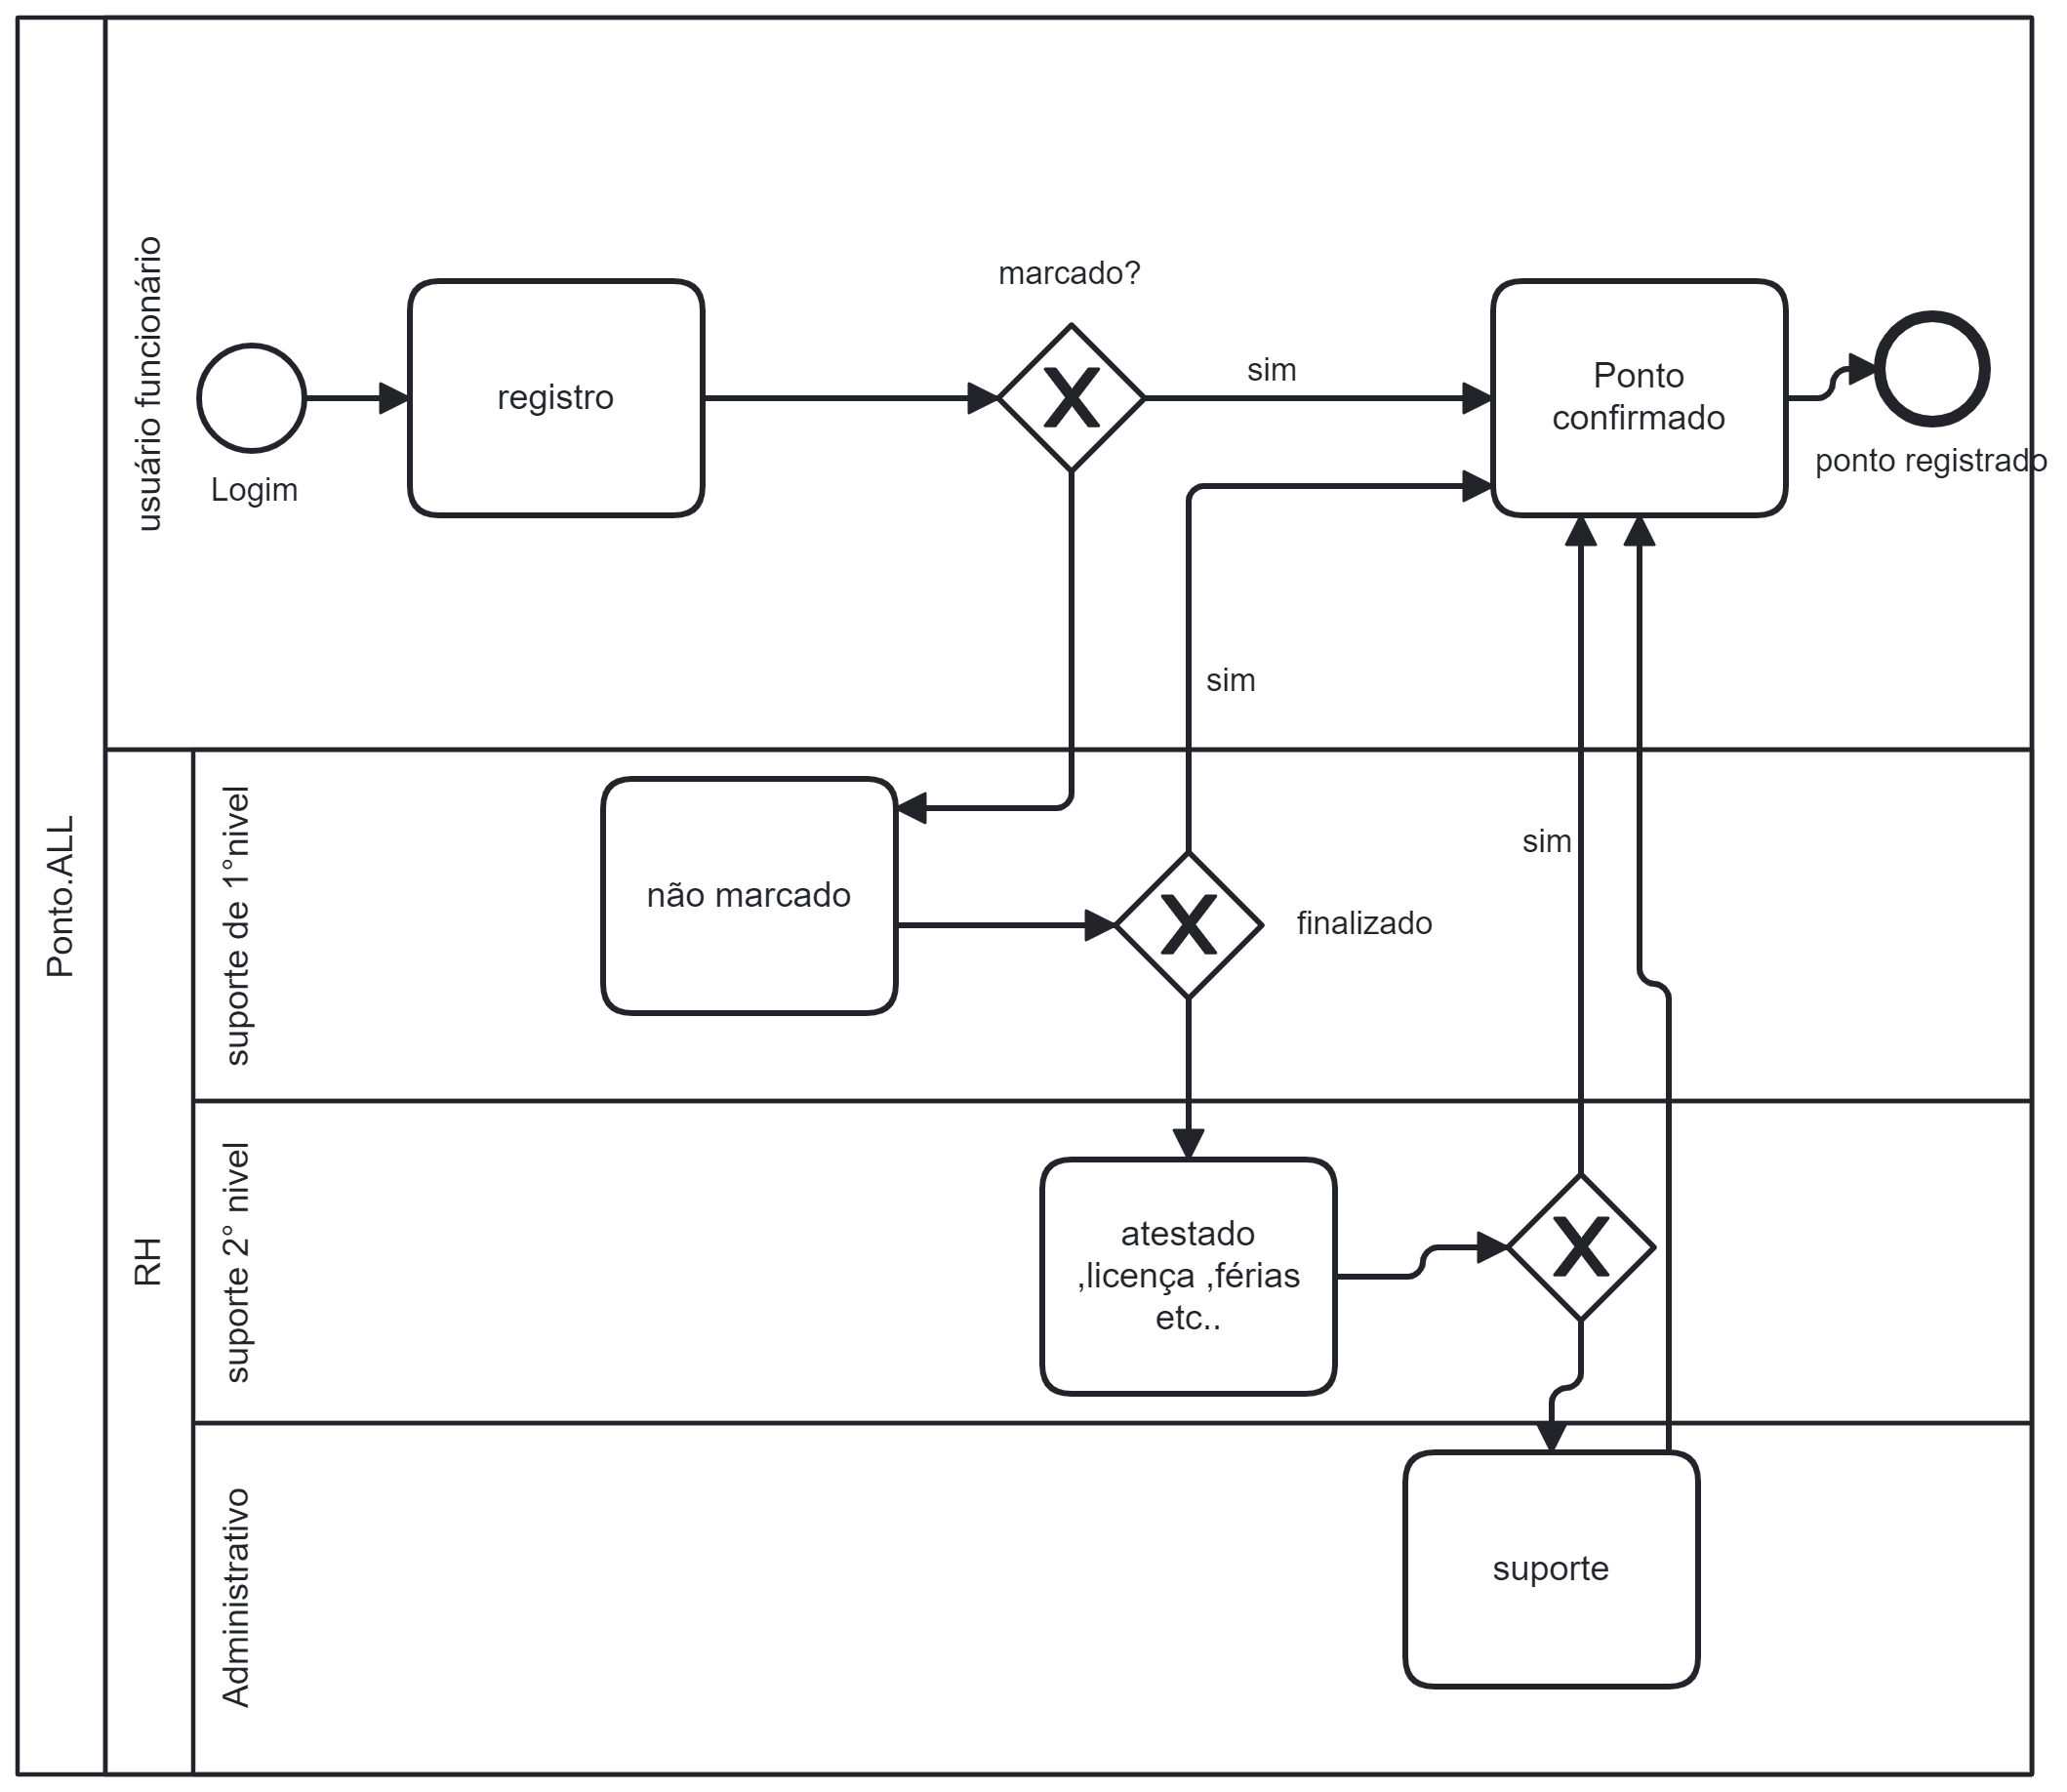 Ponto.ALL
usuário funcionário
Logim
registro
marcado?
sim
Ponto
confirmado
ponto registrado
sim
RH
suporte de 1°nivel
não marcado
finalizado
sim
suporte 2° nivel
atestado
,licença ,férias
etc..
Administrativo
suporte